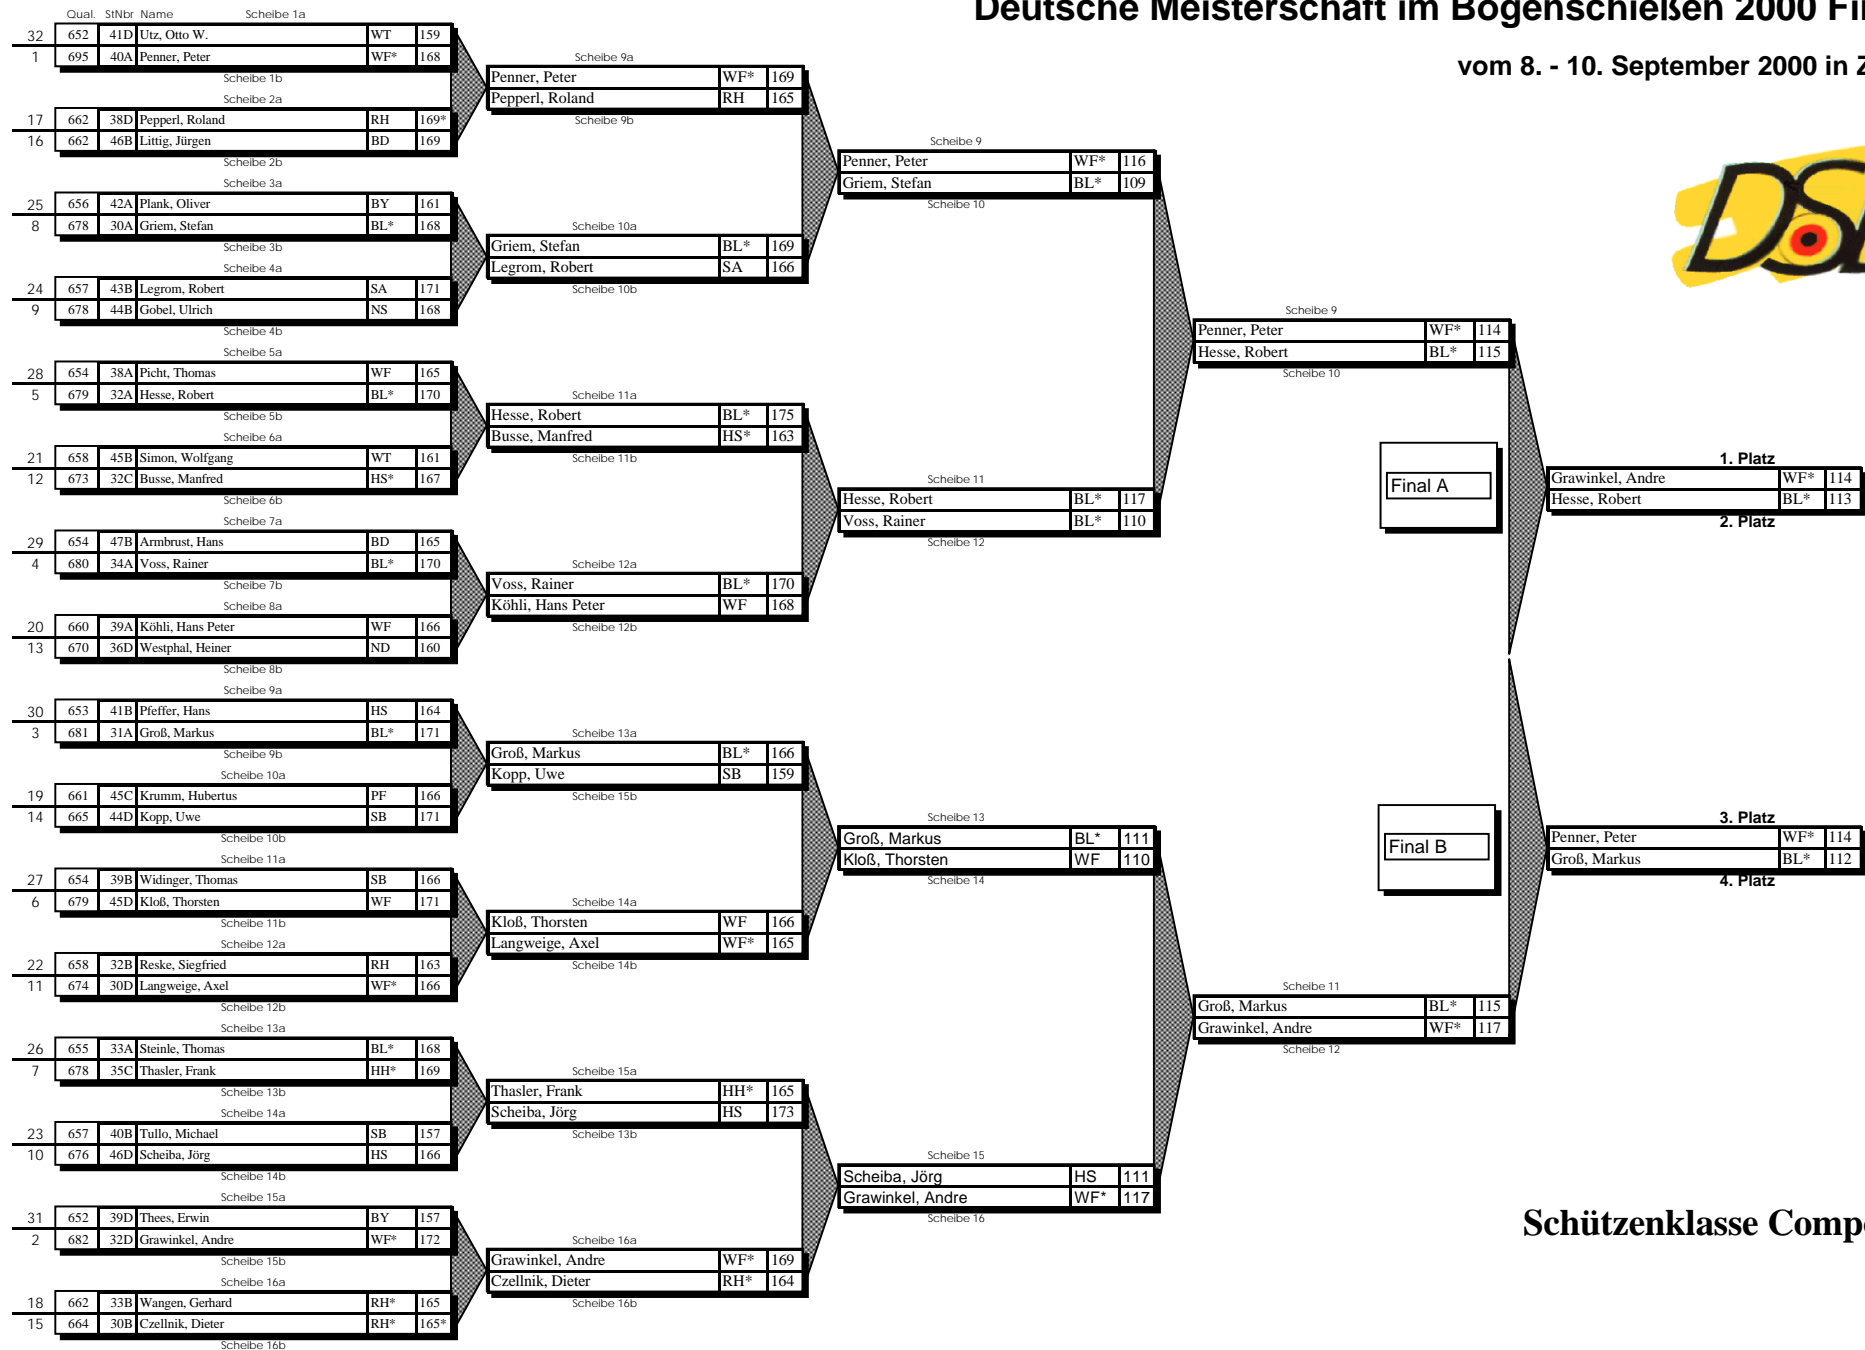 Deutsche Meisterschaft im Bogenschießen 2000 Fi
vom 8. - 10. September 2000 in Z
Qual. StNbr Name Scheibe 1a
32 652 41D Utz, Otto W. WT 159
1 695 40A Penner, Peter WF* 168
Scheibe 1b
Scheibe 2a
17 662 38D Pepperl, Roland RH 169*
16 662 46B Littig, Jürgen BD 169
Scheibe 2b
Scheibe 3a
25 656 42A Plank, Oliver BY 161
8 678 30A Griem, Stefan BL* 168
Scheibe 3b
Scheibe 4a
24 657 43B Legrom, Robert SA 171
9 678 44B Gobel, Ulrich NS 168
Scheibe 4b
Scheibe 5a
28 654 38A Picht, Thomas WF 165
5 679 32A Hesse, Robert BL* 170
Scheibe 5b
Scheibe 6a
21 658 45B Simon, Wolfgang WT 161
12 673 32C Busse, Manfred HS* 167
Scheibe 6b
Scheibe 7a
29 654 47B Armbrust, Hans BD 165
4 680 34A Voss, Rainer BL* 170
Scheibe 7b
Scheibe 8a
20 660 39A Köhli, Hans Peter WF 166
13 670 36D Westphal, Heiner ND 160
Scheibe 8b
Scheibe 9a
30 653 41B Pfeffer, Hans HS 164
3 681 31A Groß, Markus BL* 171
Scheibe 9b
Scheibe 10a
19 661 45C Krumm, Hubertus PF 166
14 665 44D Kopp, Uwe SB 171
Scheibe 10b
Scheibe 11a
27 654 39B Widinger, Thomas SB 166
6 679 45D Kloß, Thorsten WF 171
Scheibe 11b
Scheibe 12a
22 658 32B Reske, Siegfried RH 163
11 674 30D Langweige, Axel WF* 166
Scheibe 12b
Scheibe 13a
26 655 33A Steinle, Thomas BL* 168
7 678 35C Thasler, Frank HH* 169
Scheibe 13b
Scheibe 14a
23 657 40B Tullo, Michael SB 157
10 676 46D Scheiba, Jörg HS 166
Scheibe 14b
Scheibe 15a
31 652 39D Thees, Erwin BY 157
2 682 32D Grawinkel, Andre WF* 172
Scheibe 15b
Scheibe 16a
18 662 33B Wangen, Gerhard RH* 165
15 664 30B Czellnik, Dieter RH* 165*
Scheibe 16b
Scheibe 9a
Penner, Peter WF* 169
Pepperl, Roland RH 165
Scheibe 9b
Scheibe 10a
Griem, Stefan BL* 169
Legrom, Robert SA 166
Scheibe 10b
Scheibe 11a
Hesse, Robert BL* 175
Busse, Manfred HS* 163
Scheibe 11b
Scheibe 12a
Voss, Rainer BL* 170
Köhli, Hans Peter WF 168
Scheibe 12b
Scheibe 13a
Groß, Markus BL* 166
Kopp, Uwe SB 159
Scheibe 15b
Scheibe 14a
Kloß, Thorsten WF 166
Langweige, Axel WF* 165
Scheibe 14b
Scheibe 15a
Thasler, Frank HH* 165
Scheiba, Jörg HS 173
Scheibe 13b
Scheibe 16a
Grawinkel, Andre WF* 169
Czellnik, Dieter RH* 164
Scheibe 16b
Scheibe 9
Penner, Peter WF* 116
Griem, Stefan BL* 109
Scheibe 10
Scheibe 11
Hesse, Robert BL* 117
Voss, Rainer BL* 110
Scheibe 12
Scheibe 13
Groß, Markus BL* 111
Kloß, Thorsten WF 110
Scheibe 14
Scheibe 15
Scheiba, Jörg HS 111
Grawinkel, Andre WF* 117
Scheibe 16
Scheibe 9
Penner, Peter WF* 114
Hesse, Robert BL* 115
Scheibe 10
Scheibe 11
Groß, Markus BL* 115
Grawinkel, Andre WF* 117
Scheibe 12
Final A
1. Platz
Grawinkel, Andre WF* 114
Hesse, Robert BL* 113
2. Platz
Final B
3. Platz
Penner, Peter WF* 114
Groß, Markus BL* 112
4. Platz
DS
Schützenklasse Comp